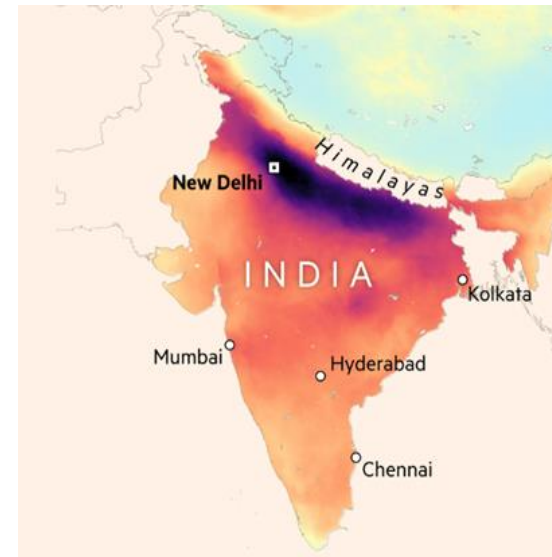 Himalayas
New Delhi
INDIA
Kolkata
Mumbai
Hyderabad
Chennai